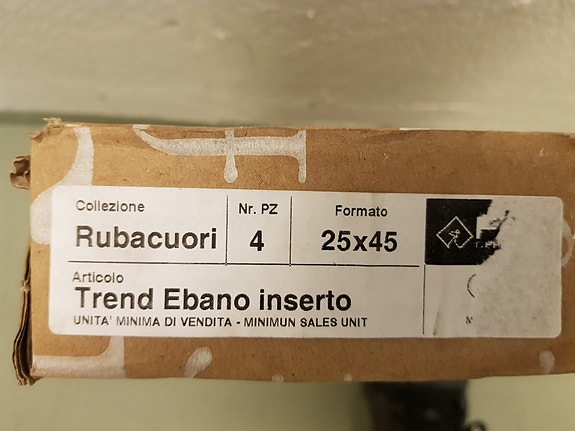 Collezione
Nr. PZ
Formato
Rubacuori
4
25x45
Articolo
Trend Ebano inserto
UNITA' MINIMA DI VENDITA - MINIMUN SALES UNIT